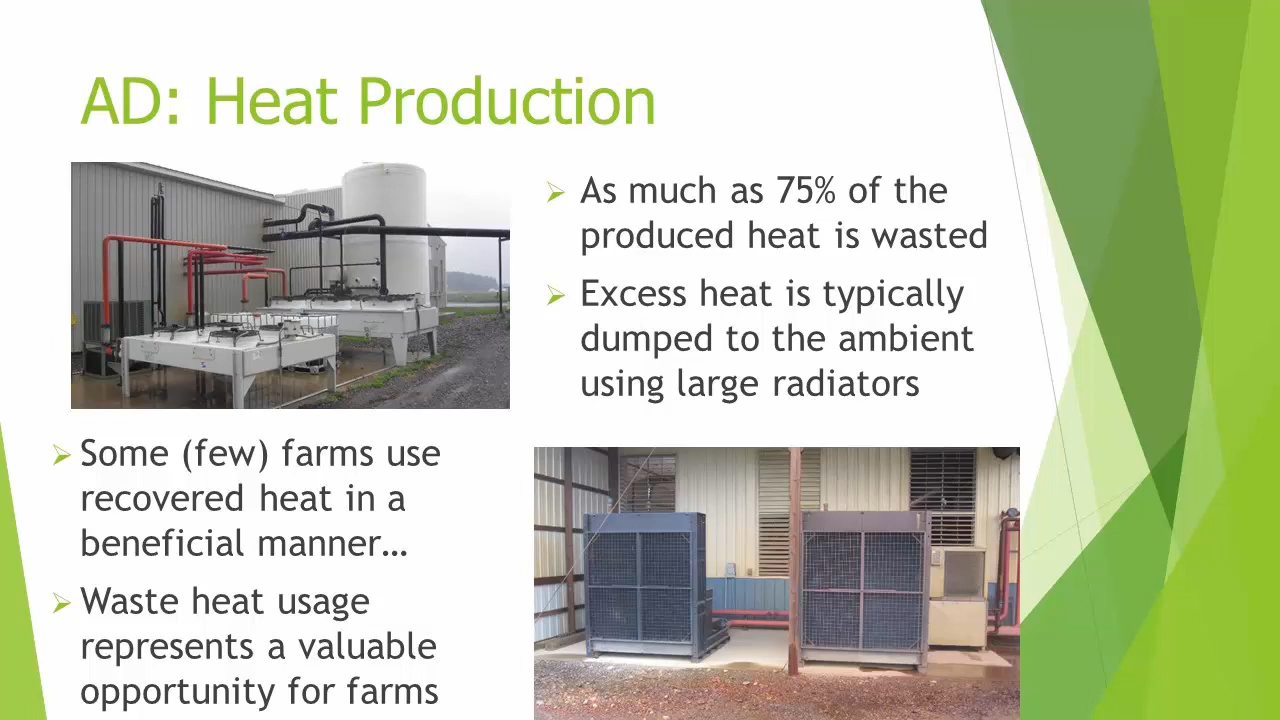 AD: Heat Production
As much as 75% of the
produced heat is wasted
Excess heat is typically
dumped to the ambient
using large radiators
Some (few) farms use
recovered heat in a
beneficial manner…
Waste heat usage
represents a valuable
opportunity for farms